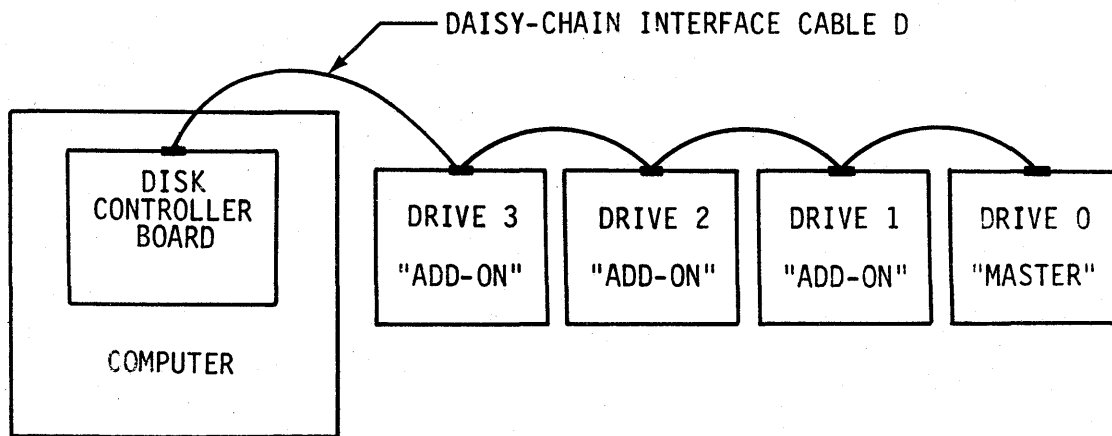 DAISY-CHAIN INTERFACE CABLE D
DISK
CONTROLLER
BOARD
COMPUTER
DRIVE 3
"ADD-ON"
DRIVE 2
"ADD-ON"
DRIVE 1
"ADD-ON"
DRIVE 0
"MASTER"